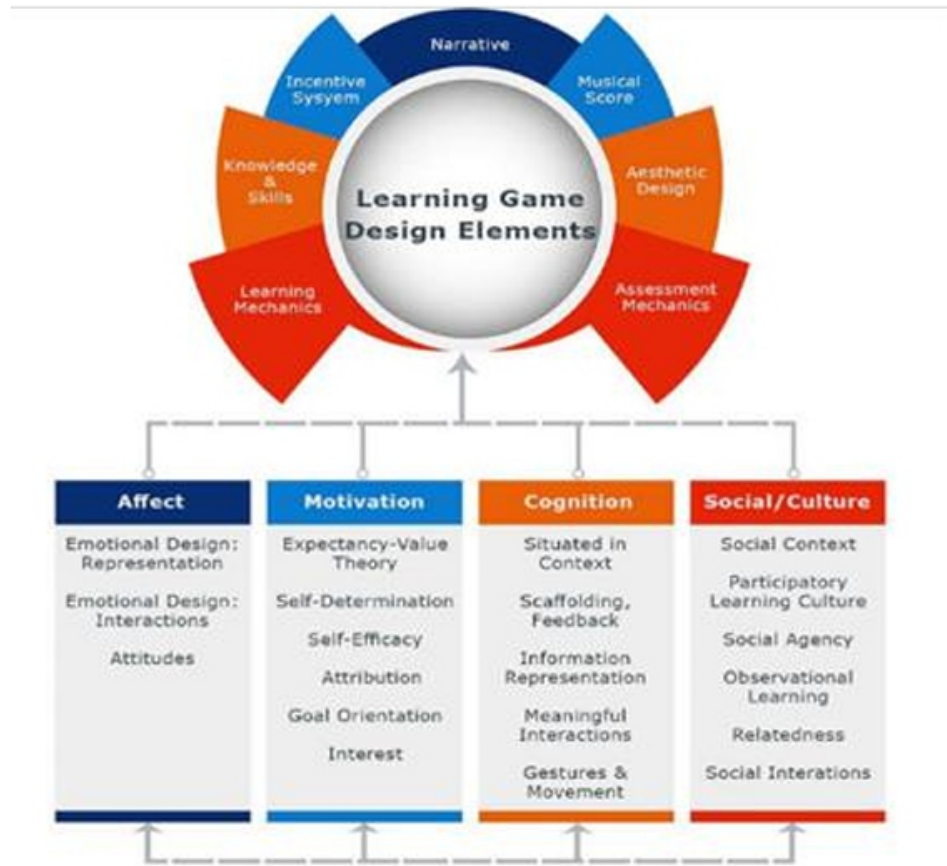 Narrative
Incentive
Sysyem
Musical
Score
Knowledge
&
Skills
Aesthetic
Design
Learning
Mechanics
Assessment
Mechanics
Learning Game
Design Elements
Affect
Emotional Design:
Representation
Emotional Design:
Interactions
Attitudes
Motivation
Expectancy-Value
Theory
Self-Determination
Self-Efficacy
Attribution
Goal Orientation
Interest
Cognition
Situated in
Context
Scaffolding,
Feedback
Information
Representation
Meaningful
Interactions
Gestures &
Movement
Social/Culture
Social Context
Participatory
Learning Culture
Social Agency
Observational
Learning
Relatedness
Social Interations